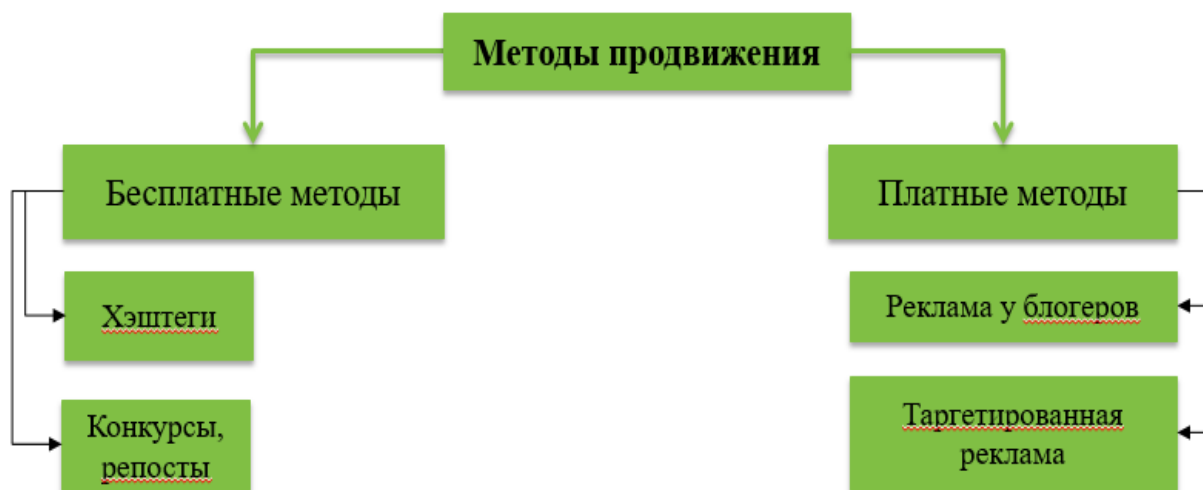 Методы продвижения
Бесплатные методы
Платные методы
Хэштеги
Реклама у блогеров
Конкурсы,
репосты
Таргетированная
реклама